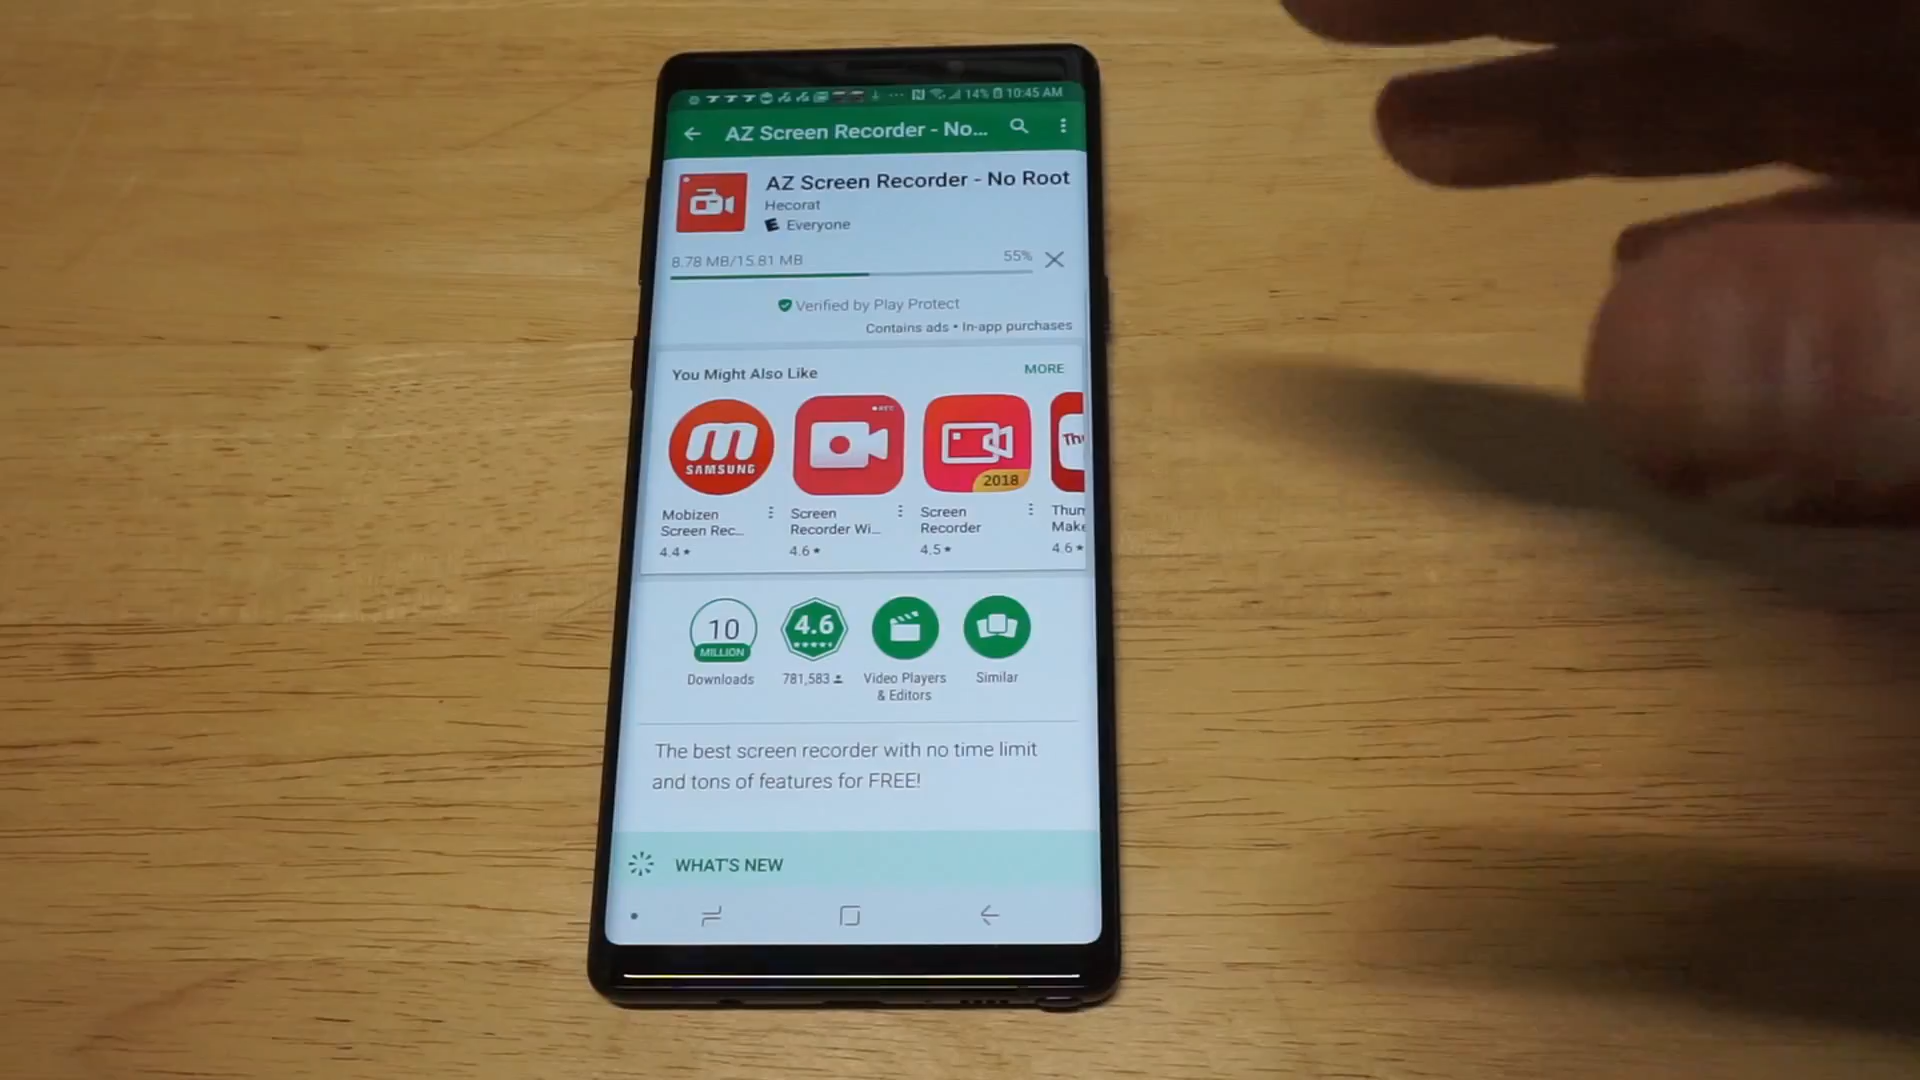 14% 10:45 AM
AZ Screen Recorder - No...
AZ Screen Recorder - No Root
Hecorat
E Everyone
8.78 MB/15.81 MB 55%
Verified by Play Protect
Contains ads • In-app purchases
You Might Also Like MORE
SAMSUNG
REC
2018
Mobizen
Screen Rec...
4.4★
Screen
Recorder Wi...
4.6★
Screen
Recorder
4.5★
Thum
Make
4.6★
10
MILLION
Downloads
4.6
781,583
Video Players
& Editors
Similar
The best screen recorder with no time limit
and tons of features for FREE!
WHAT'S NEW